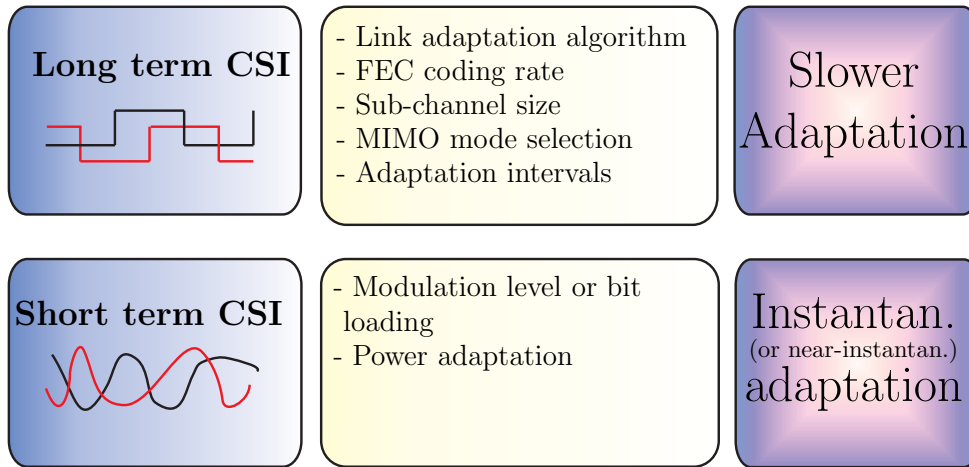 Long term CSI
- Link adaptation algorithm
- FEC coding rate
- Sub-channel size
- MIMO mode selection
- Adaptation intervals
Slower
Adaptation
Short term CSI
- Modulation level or bit
loading
- Power adaptation
Instantan.
(or near-instantan.)
adaptation